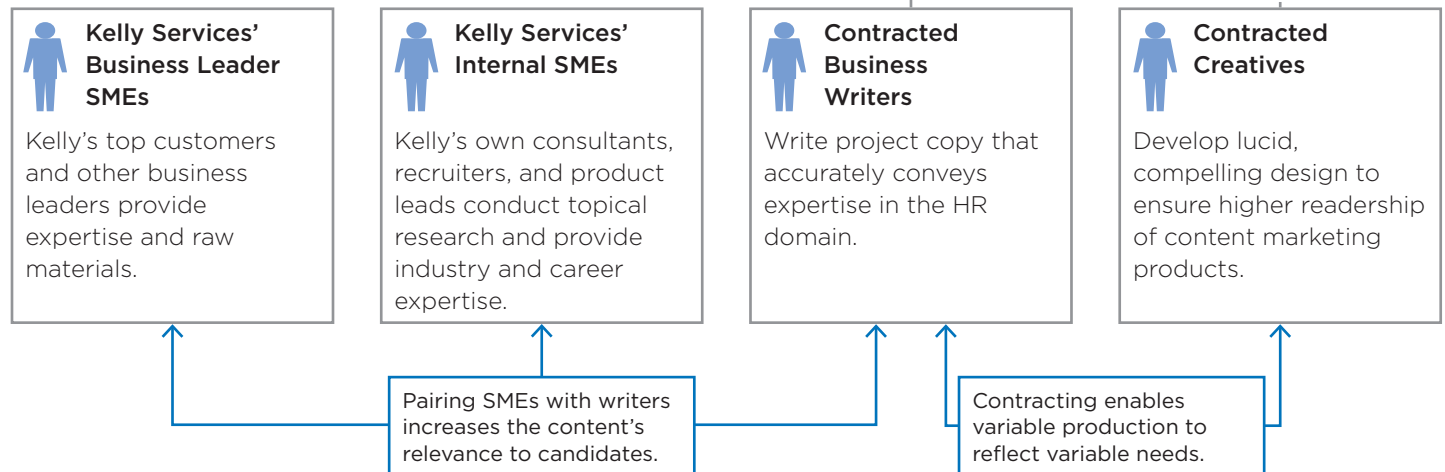 Kelly Services’
Business Leader
SMEs
Kelly’s top customers
and other business
leaders provide
expertise and raw
materials.
Kelly Services’
Internal SMEs
Kelly’s own consultants,
recruiters, and product
leads conduct topical
research and provide
industry and career
expertise.
Contracted
Business
Writers
Write project copy that
accurately conveys
expertise in the HR
domain.
Contracted
Creatives
Develop lucid,
compelling design to
ensure higher readership
of content marketing
products.
Pairing SMEs with writers
increases the content’s
relevance to candidates.
Contracting enables
variable production to
reflect variable needs.